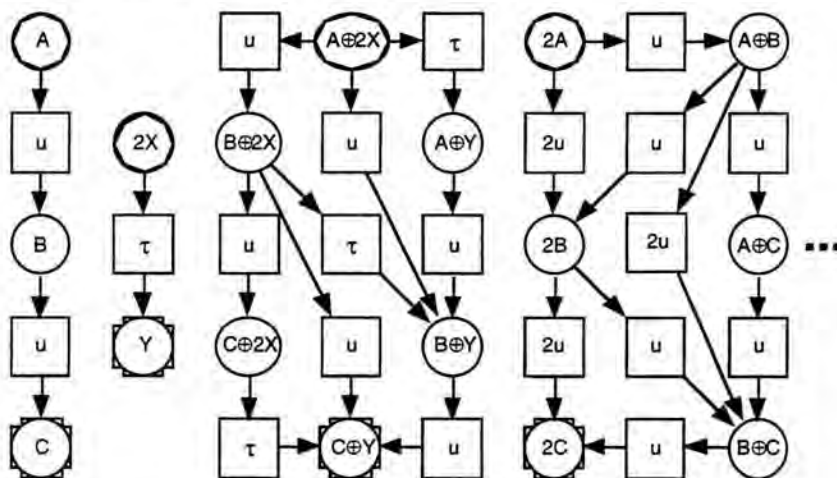 A u A⊕2X τ 2A u A⊕B
u 2X B⊕2X u A⊕Y 2u u u
B τ u τ u 2B 2u A⊕C ...
u Y C⊕2X u B⊕Y 2u u u
C τ C⊕Y u 2C u B⊕C